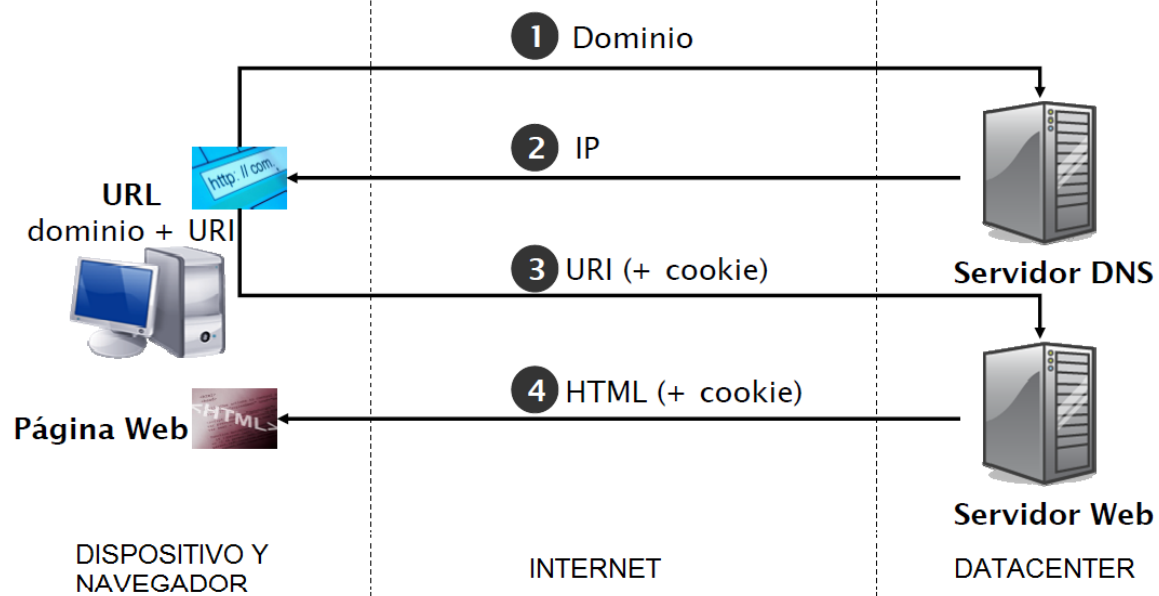 1 Dominio
2 IP
http: // com.
URL
dominio + URI
3 URI (+ cookie)
Servidor DNS
4 HTML (+ cookie)
<HTML>
Página Web
Servidor Web
DISPOSITIVO Y
NAVEGADOR
INTERNET
DATACENTER